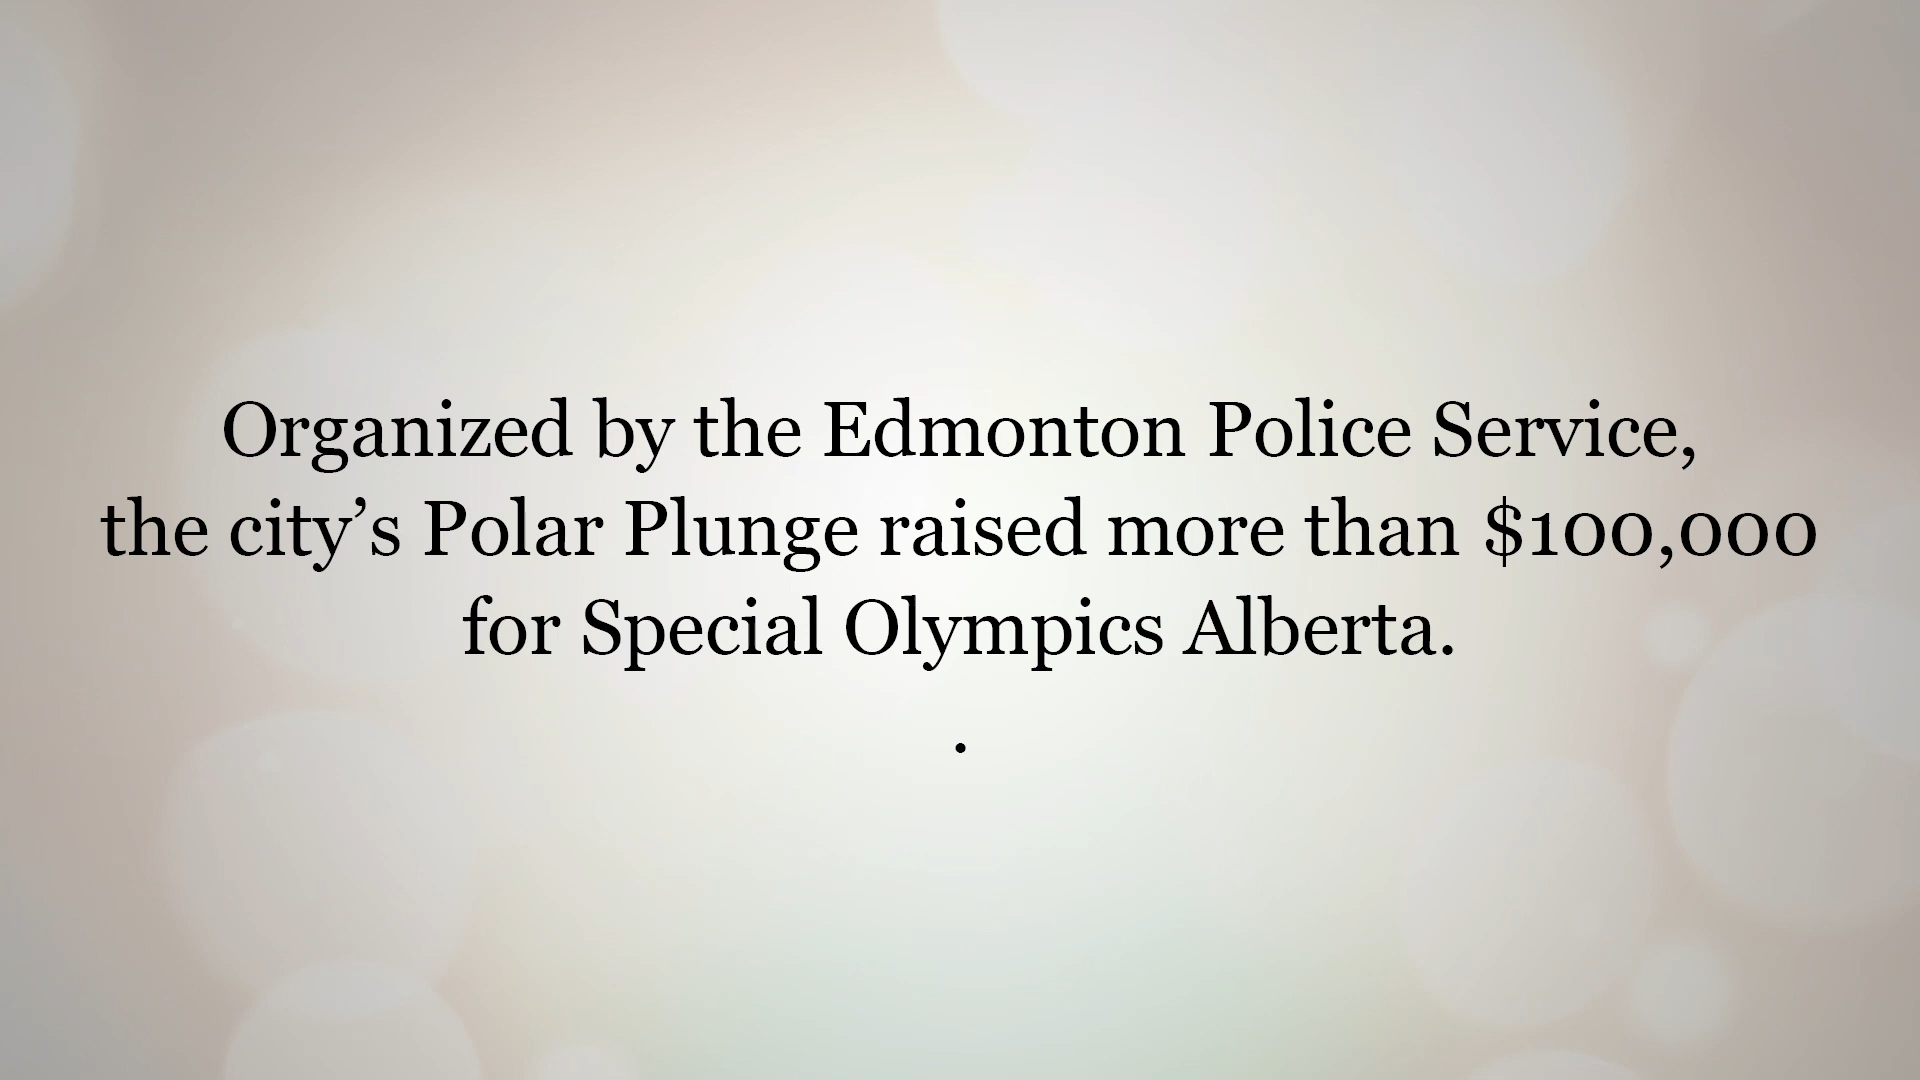 Organized by the Edmonton Police Service,
the city’s Polar Plunge raised more than $100,000
for Special Olympics Alberta.
.